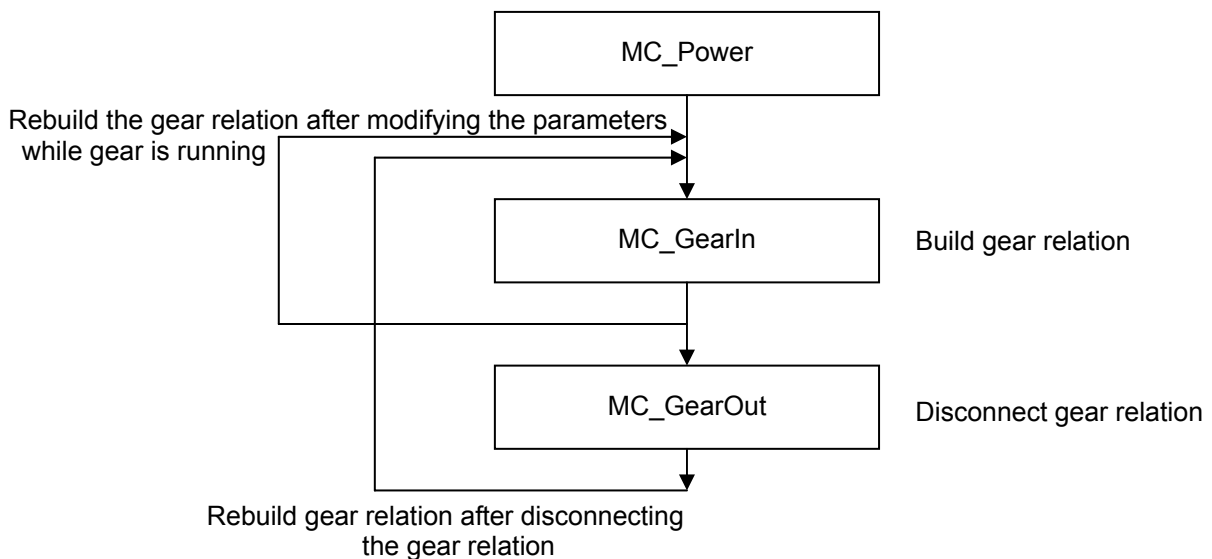 MC_Power
Rebuild the gear relation after modifying the parameters
while gear is running
MC_GearIn
Build gear relation
MC_GearOut
Disconnect gear relation
Rebuild gear relation after disconnecting
the gear relation